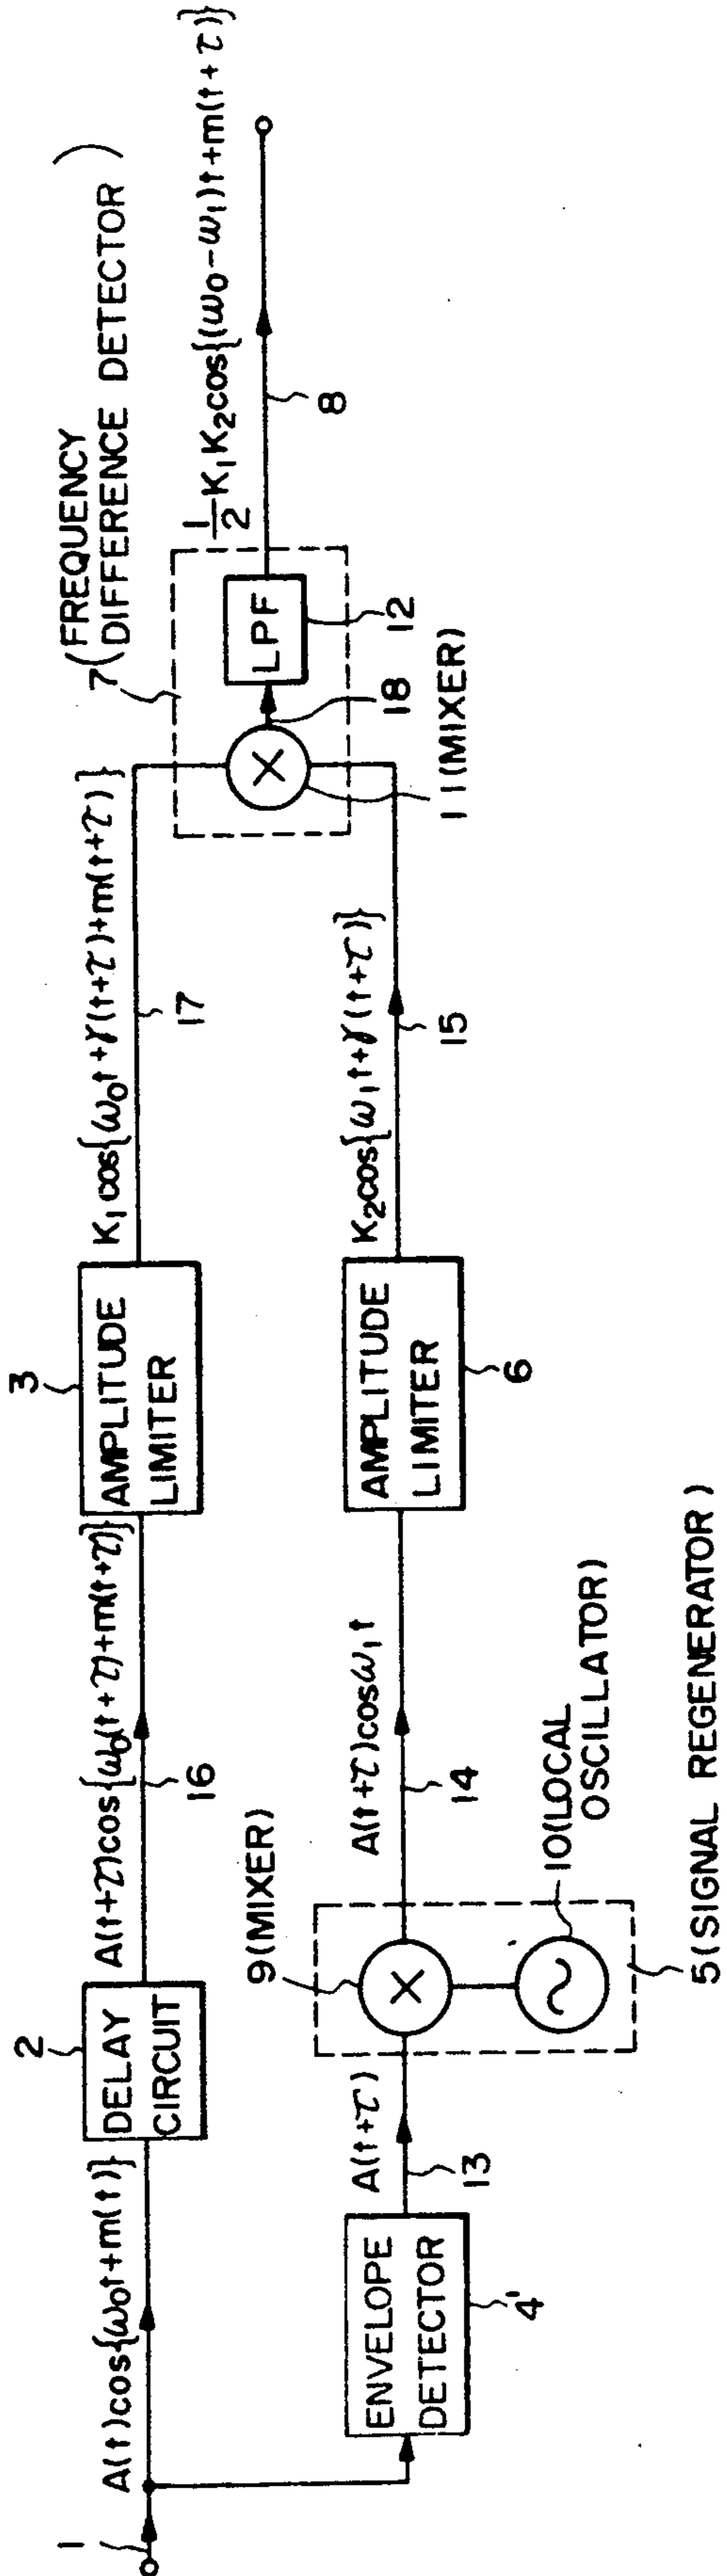 1
A(t)cos{ω₀t+m(t)}
2
DELAY
CIRCUIT
A(t+τ)cos{ω₀(t+τ)+m(t+τ)}
16
3
AMPLITUDE
LIMITER
K₁cos{ω₀t+γ(t+τ)+m(t+τ)}
17
7(FREQUENCY
DIFFERENCE DETECTOR)
LPF
12
18
11(MIXER)
½K₁K₂cos{(ω₀-ω₁)t+m(t+τ)}
8
ENVELOPE
DETECTOR
4'
A(t+τ)
13
9(MIXER)
10(LOCAL
OSCILLATOR)
5(SIGNAL REGENERATOR)
A(t+τ)cosω₁t
14
AMPLITUDE
LIMITER
6
K₂cos{ω₁t+γ(t+τ)}
15